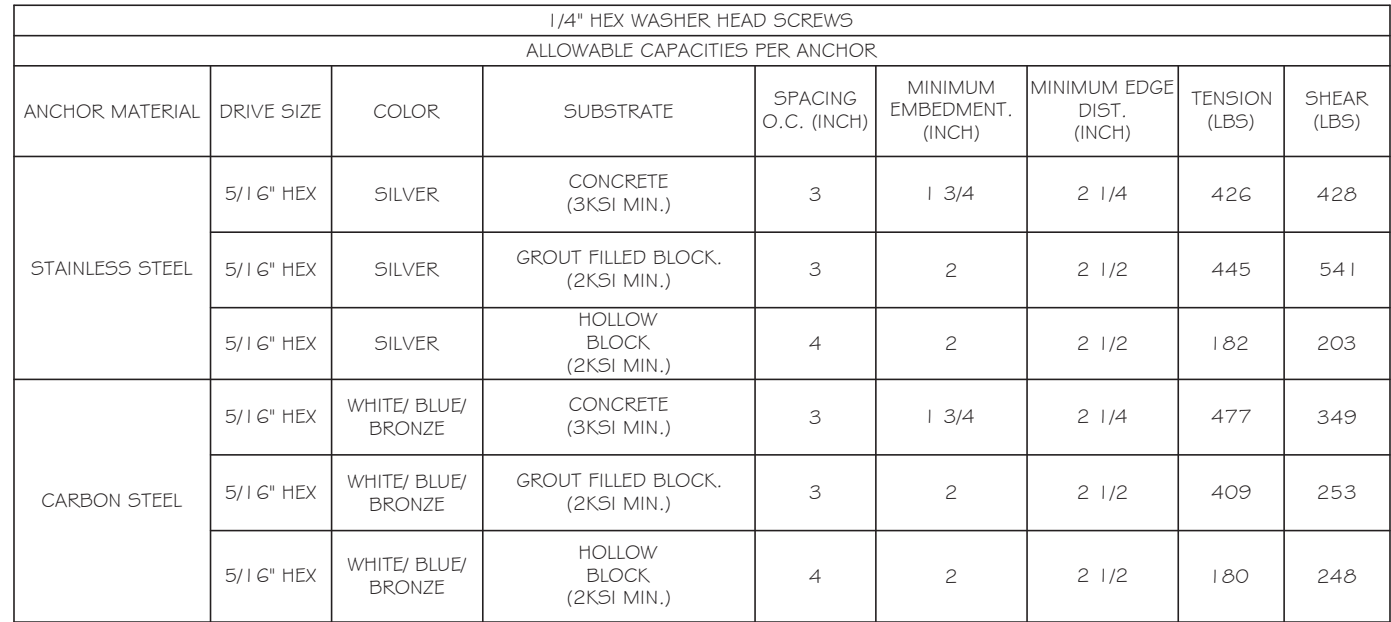 1/4" HEX WASHER HEAD SCREWS
ALLOWABLE CAPACITIES PER ANCHOR
ANCHOR MATERIAL
DRIVE SIZE
COLOR
SUBSTRATE
SPACING
O.C. (INCH)
MINIMUM
EMBEDMENT.
(INCH)
MINIMUM EDGE
DIST.
(INCH)
TENSION
(LBS)
SHEAR
(LBS)
STAINLESS STEEL
5/16" HEX
SILVER
CONCRETE
(3KSI MIN.)
3
1 3/4
2 1/4
426
428
5/16" HEX
SILVER
GROUT FILLED BLOCK.
(2KSI MIN.)
3
2
2 1/2
445
541
5/16" HEX
SILVER
HOLLOW
BLOCK
(2KSI MIN.)
4
2
2 1/2
182
203
CARBON STEEL
5/16" HEX
WHITE/ BLUE/
BRONZE
CONCRETE
(3KSI MIN.)
3
1 3/4
2 1/4
477
349
5/16" HEX
WHITE/ BLUE/
BRONZE
GROUT FILLED BLOCK.
(2KSI MIN.)
3
2
2 1/2
409
253
5/16" HEX
WHITE/ BLUE/
BRONZE
HOLLOW
BLOCK
(2KSI MIN.)
4
2
2 1/2
180
248